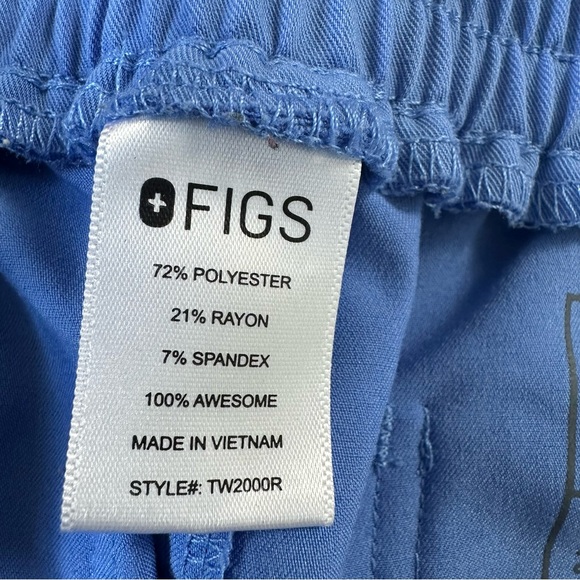 FIGS
72% POLYESTER
21% RAYON
7% SPANDEX
100% AWESOME
MADE IN VIETNAM
STYLE#: TW2000R